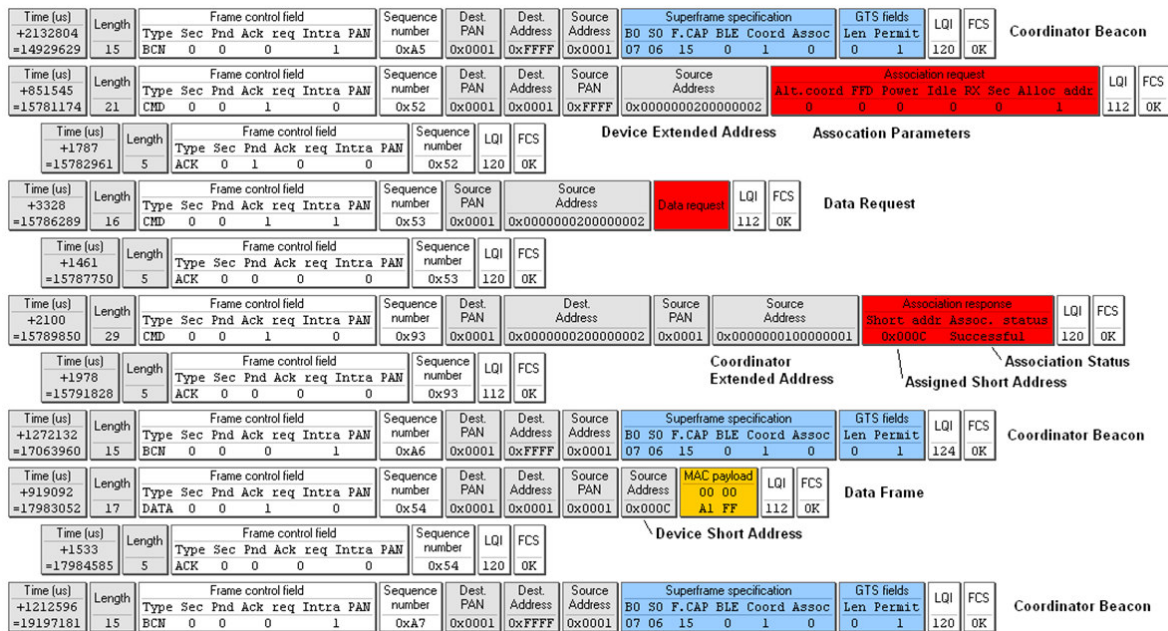 Time (us) Length Frame control field Sequence Dest. Dest. Source Superframe specification GTS fields LQI FCS
+2132804 Type Sec Pnd Ack req Intra PAN number PAN Address Address BO SO F.CAP BLE Coord Assoc Len Permit Coordinator Beacon
=14929629 15 BCN 0 0 0 1 0xA5 0x0001 0xFFFF 0x0001 07 06 15 0 1 0 0 1 120 OK
Time (us) Length Frame control field Sequence Dest. Dest. Source Source Association request LQI FCS
+851545 Type Sec Pnd Ack req Intra PAN number PAN Address PAN Address Alt.coord FFD Power Idle RX Sec Alloc addr
=15781174 21 CMD 0 0 1 0 0x52 0x0001 0x0001 0xFFFF 0x0000000200000002 0 0 0 0 0 1 112 OK
Device Extended Address Assocation Parameters
Time (us) Length Frame control field Sequence LQI FCS
+1787 Type Sec Pnd Ack req Intra PAN number
=15782961 5 ACK 0 1 0 0 0x52 120 OK
Time (us) Length Frame control field Sequence Source Source Data request LQI FCS
+3328 Type Sec Pnd Ack req Intra PAN number PAN Address Data Request
=15786289 16 CMD 0 0 1 1 0x53 0x0001 0x0000000200000002 112 OK
Time (us) Length Frame control field Sequence LQI FCS
+1461 Type Sec Pnd Ack req Intra PAN number
=15787750 5 ACK 0 0 0 0 0x53 120 OK
Time (us) Length Frame control field Sequence Dest. Dest. Source Source Association response LQI FCS
+2100 Type Sec Pnd Ack req Intra PAN number PAN Address PAN Address Short addr Assoc. status
=15789850 29 CMD 0 0 1 0 0x93 0x0001 0x0000000200000002 0x0001 0x0000000100000001 0x000C Successful 120 OK
Coordinator Extended Address Assigned Short Address Association Status
Time (us) Length Frame control field Sequence LQI FCS
+1978 Type Sec Pnd Ack req Intra PAN number
=15791828 5 ACK 0 0 0 0 0x93 112 OK
Time (us) Length Frame control field Sequence Dest. Dest. Source Superframe specification GTS fields LQI FCS
+1272132 Type Sec Pnd Ack req Intra PAN number PAN Address Address BO SO F.CAP BLE Coord Assoc Len Permit Coordinator Beacon
=17063960 15 BCN 0 0 0 1 0xA6 0x0001 0xFFFF 0x0001 07 06 15 0 1 0 0 1 124 OK
Time (us) Length Frame control field Sequence Dest. Dest. Source Source MAC payload LQI FCS
+919092 Type Sec Pnd Ack req Intra PAN number PAN Address PAN Address 00 00 Data Frame
=17983052 17 DATA 0 0 1 0 0x54 0x0001 0x0001 0x0001 0x000C A1 FF 112 OK
Device Short Address
Time (us) Length Frame control field Sequence LQI FCS
+1533 Type Sec Pnd Ack req Intra PAN number
=17984585 5 ACK 0 0 0 0 0x54 120 OK
Time (us) Length Frame control field Sequence Dest. Dest. Source Superframe specification GTS fields LQI FCS
+1212596 Type Sec Pnd Ack req Intra PAN number PAN Address Address BO SO F.CAP BLE Coord Assoc Len Permit Coordinator Beacon
=19197181 15 BCN 0 0 0 1 0xA7 0x0001 0xFFFF 0x0001 07 06 15 0 1 0 0 1 120 OK